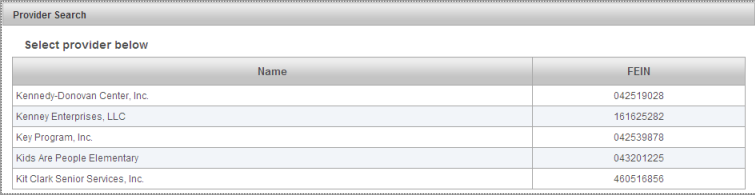 Provider Search
Select provider below
Name FEIN
Kennedy-Donovan Center, Inc. 042519028
Kenney Enterprises, LLC 161625282
Key Program, Inc. 042539878
Kids Are People Elementary 043201225
Kit Clark Senior Services, Inc. 460516856